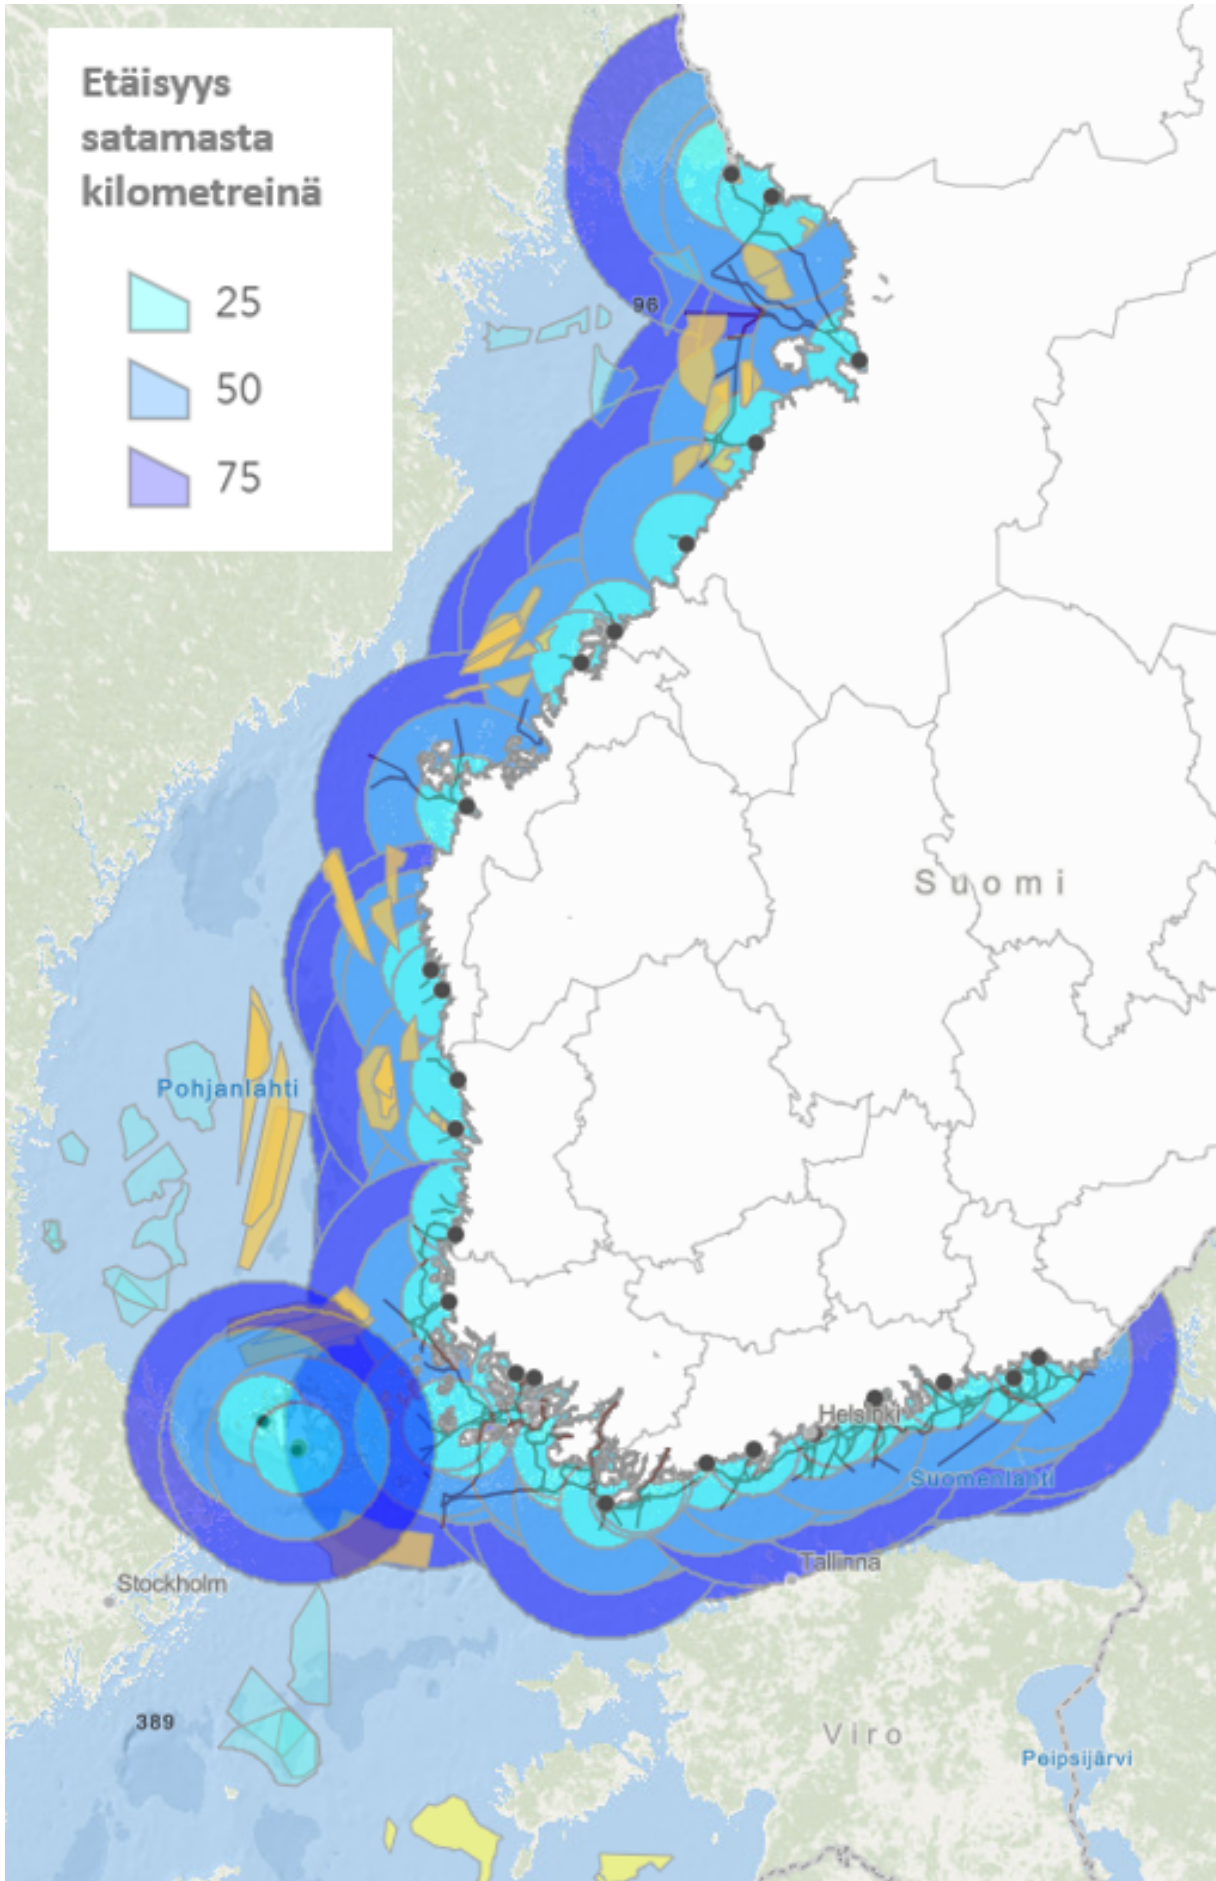 Etäisyys
satamasta
kilometreinä
25
50
75
96
Suomi
Pohjanlahti
Helsinki
Suomenlahti
Tallinna
Stockholm
389
Viro
Peipsijärvi